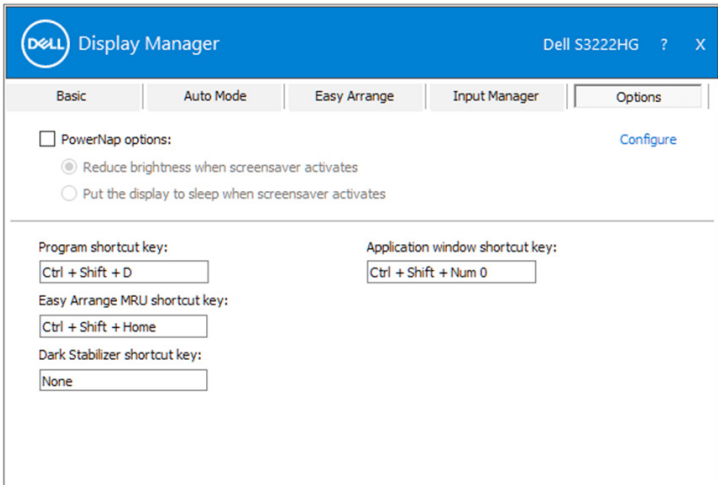 DELL Display Manager Dell S3222HG ? X
Basic Auto Mode Easy Arrange Input Manager Options
PowerNap options: Configure
Reduce brightness when screensaver activates
Put the display to sleep when screensaver activates
Program shortcut key: Application window shortcut key:
Ctrl + Shift + D Ctrl + Shift + Num 0
Easy Arrange MRU shortcut key:
Ctrl + Shift + Home
Dark Stabilizer shortcut key:
None